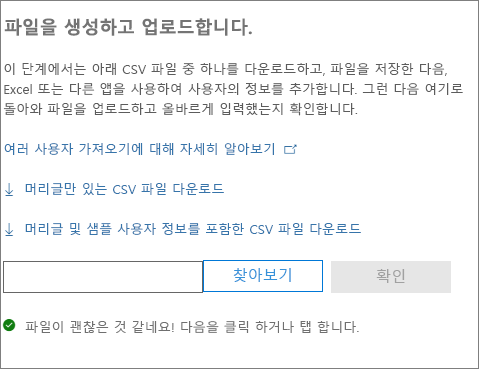 파일을 생성하고 업로드합니다.
이 단계에서는 아래 CSV 파일 중 하나를 다운로드하고, 파일을 저장한 다음,
Excel 또는 다른 앱을 사용하여 사용자의 정보를 추가합니다. 그런 다음 여기로
돌아와 파일을 업로드하고 올바르게 입력했는지 확인합니다.
여러 사용자 가져오기에 대해 자세히 알아보기
머리글만 있는 CSV 파일 다운로드
머리글 및 샘플 사용자 정보를 포함한 CSV 파일 다운로드
찾아보기
확인
파일이 괜찮은 것 같네요! 다음을 클릭 하거나 탭 합니다.